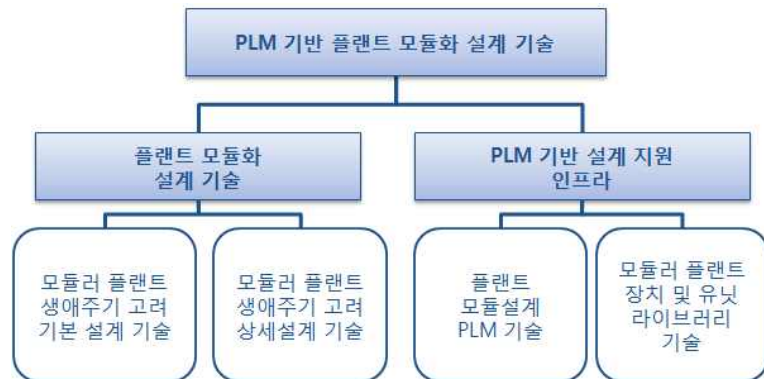 PLM 기반 플랜트 모듈화 설계 기술
플랜트 모듈화
설계 기술
PLM 기반 설계 지원
인프라
모듈러 플랜트
생애주기 고려
기본 설계 기술
모듈러 플랜트
생애주기 고려
상세설계 기술
플랜트
모듈설계
PLM 기술
모듈러 플랜트
장치 및 유닛
라이브러리
기술